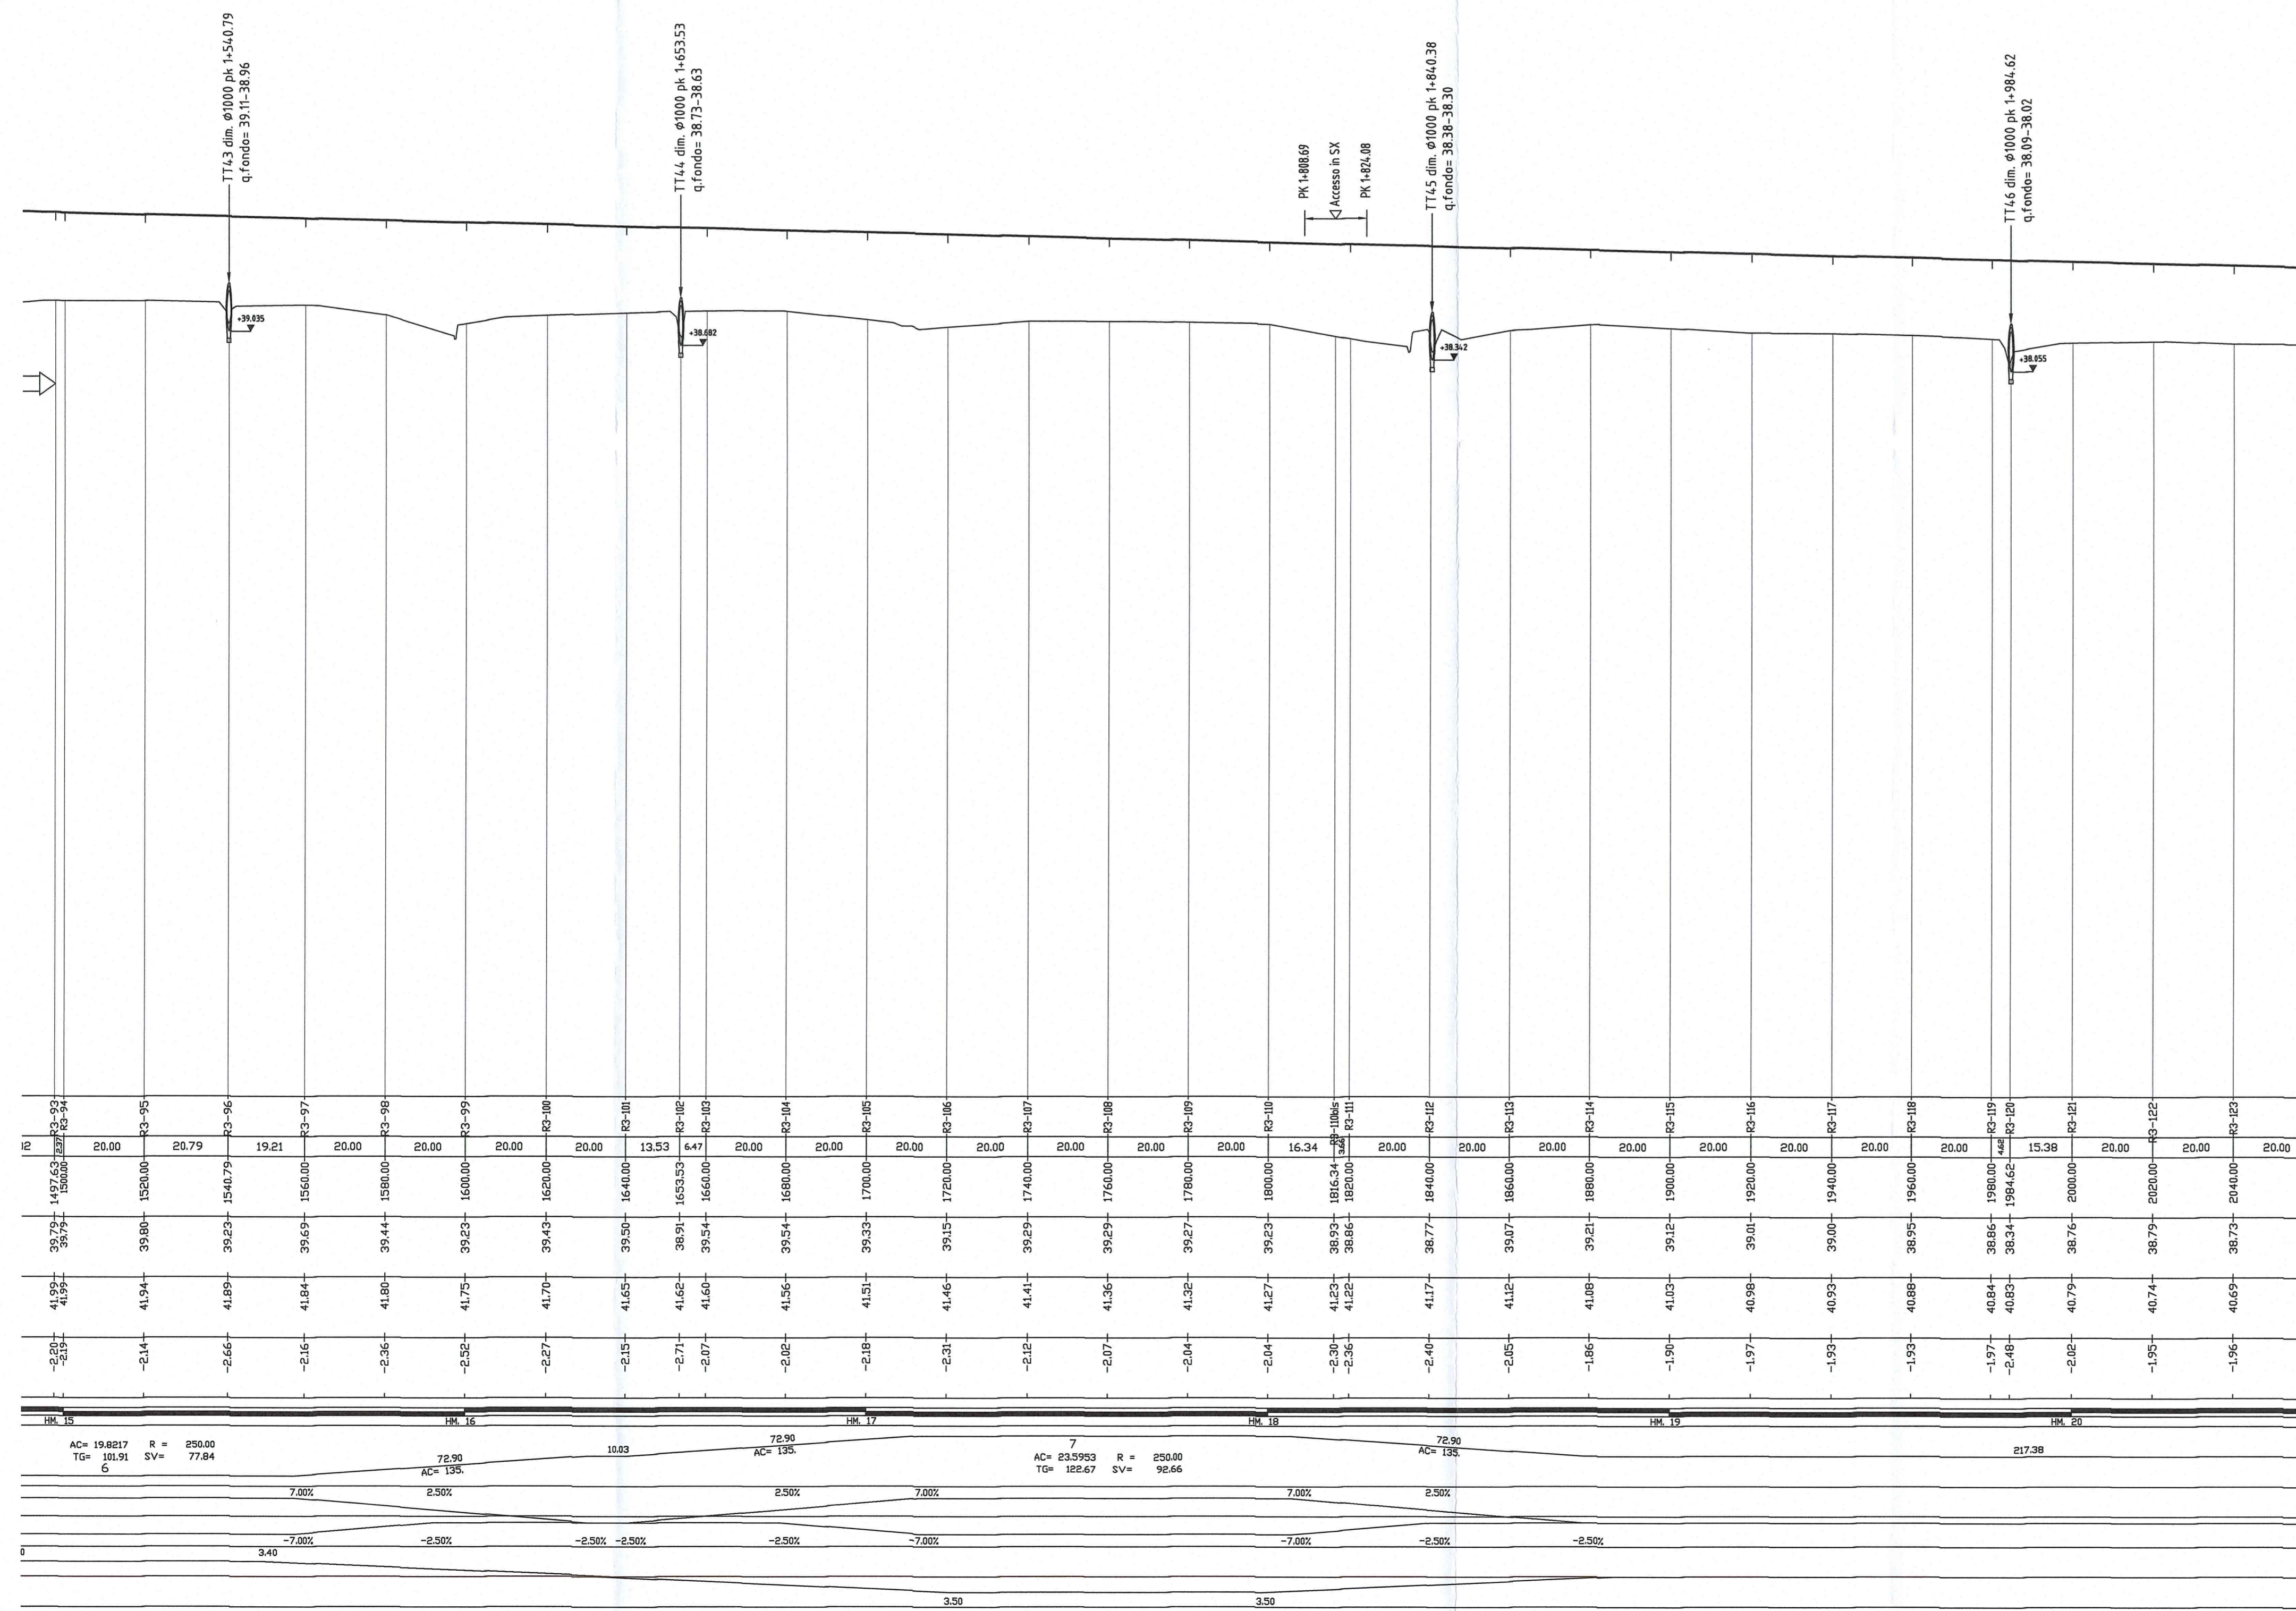 TT43 dim. ø1000 pk 1+540.79
q.fondo= 39.11-38.96
TT44 dim. ø1000 pk 1+653.53
q.fondo= 38.73-38.63
PK 1+808.69
Accesso in SX
PK 1+824.08
TT45 dim. ø1000 pk 1+840.38
q.fondo= 38.38-38.30
TT46 dim. ø1000 pk 1+984.62
q.fondo= 38.09-38.02
+39.035
+38.682
+38.342
+38.055
R3-93 R3-94 R3-95 R3-96 R3-97 R3-98 R3-99 R3-100 R3-101 R3-102 R3-103 R3-104 R3-105 R3-106 R3-107 R3-108 R3-109 R3-110 R3-110bis R3-111 R3-112 R3-113 R3-114 R3-115 R3-116 R3-117 R3-118 R3-119 R3-120 R3-121 R3-122 R3-123
2.37 20.00 20.79 19.21 20.00 20.00 20.00 20.00 13.53 6.47 20.00 20.00 20.00 20.00 20.00 20.00 20.00 16.34 3.66 20.00 20.00 20.00 20.00 20.00 20.00 20.00 20.00 4.62 15.38 20.00 20.00 20.00
1497.63 1500.00 1520.00 1540.79 1560.00 1580.00 1600.00 1620.00 1640.00 1653.53 1660.00 1680.00 1700.00 1720.00 1740.00 1760.00 1780.00 1800.00 1816.34 1820.00 1840.00 1860.00 1880.00 1900.00 1920.00 1940.00 1960.00 1980.00 1984.62 2000.00 2020.00 2040.00
39.79 39.79 39.80 39.23 39.69 39.44 39.23 39.43 39.50 38.91 39.54 39.54 39.33 39.15 39.29 39.29 39.27 39.23 38.93 38.86 38.77 39.07 39.21 39.12 39.01 39.00 38.95 38.86 38.34 38.76 38.79 38.73
41.99 41.99 41.94 41.89 41.84 41.80 41.75 41.70 41.65 41.62 41.60 41.56 41.51 41.46 41.41 41.36 41.32 41.27 41.23 41.22 41.17 41.12 41.08 41.03 40.98 40.93 40.88 40.84 40.83 40.79 40.74 40.69
-2.20 -2.19 -2.14 -2.66 -2.16 -2.36 -2.52 -2.27 -2.15 -2.71 -2.07 -2.02 -2.18 -2.31 -2.12 -2.07 -2.04 -2.04 -2.30 -2.36 -2.40 -2.05 -1.86 -1.90 -1.97 -1.93 -1.93 -1.97 -2.48 -2.02 -1.95 -1.96
HM. 15 HM. 16 HM. 17 HM. 18 HM. 19 HM. 20
AC= 19.8217 R = 250.00
TG= 101.91 SV= 77.84
6
72.90
AC= 135.
10.03
72.90
AC= 135.
7
AC= 23.5953 R = 250.00
TG= 122.67 SV= 92.66
72.90
AC= 135.
217.38
7.00% 2.50% 2.50% 7.00% 7.00% 2.50%
-7.00% -2.50% -2.50% -2.50% -2.50% -7.00% -7.00% -2.50% -2.50%
3.40
3.50 3.50